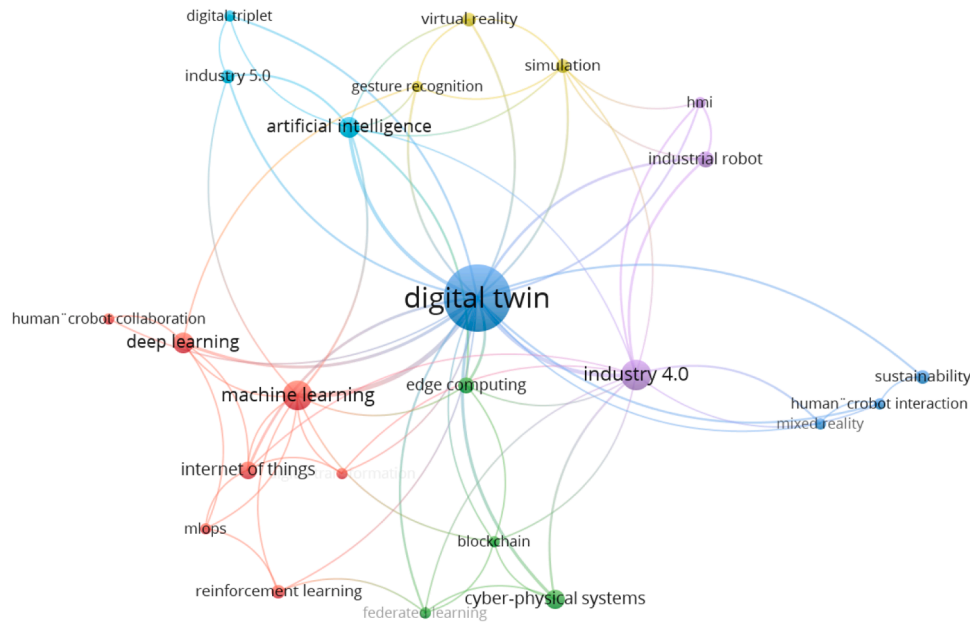 digital triplet
virtual reality
industry 5.0
simulation
gesture recognition
hmi
artificial intelligence
industrial robot
digital twin
human¨crobot collaboration
deep learning
industry 4.0
sustainability
edge computing
machine learning
human¨crobot interaction
mixed reality
internet of things
digital transformation
mlops
blockchain
reinforcement learning
cyber-physical systems
federated learning